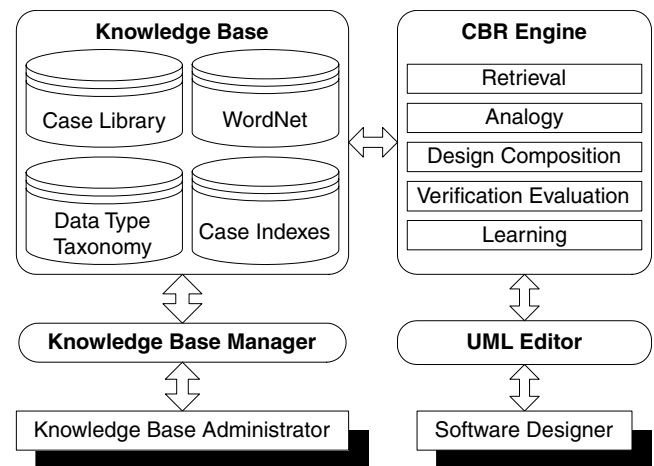 Knowledge Base
Case Library
WordNet
Data Type
Taxonomy
Case Indexes
CBR Engine
Retrieval
Analogy
Design Composition
Verification Evaluation
Learning
Knowledge Base Manager
UML Editor
Knowledge Base Administrator
Software Designer